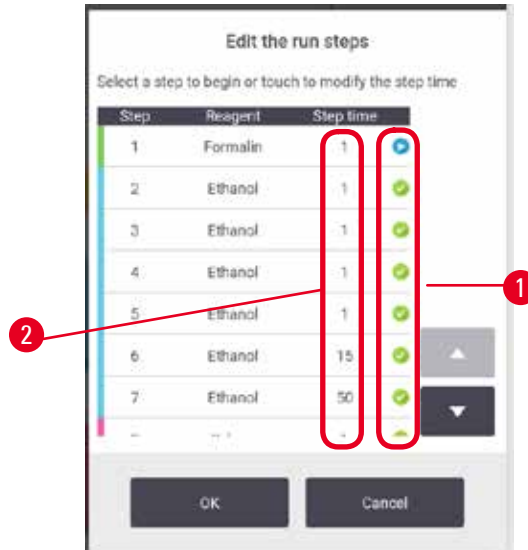 Edit the run steps
Select a step to begin or touch to modify the step time
Step Reagent Step time
1 Formalin 1
2 Ethanol 1
3 Ethanol 1
4 Ethanol 1
5 Ethanol 1
6 Ethanol 15
7 Ethanol 50
OK Cancel
1
2